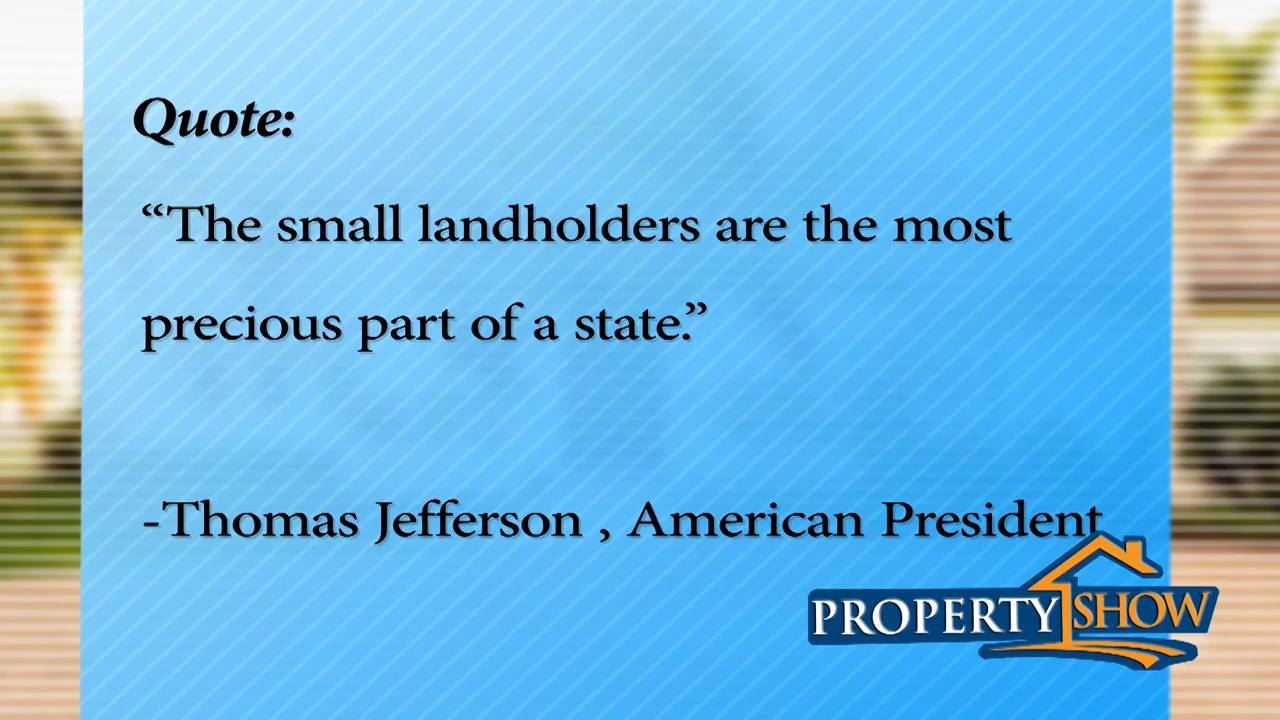 Quote:
“The small landholders are the most
precious part of a state.”
-Thomas Jefferson , American President
PROPERTY SHOW